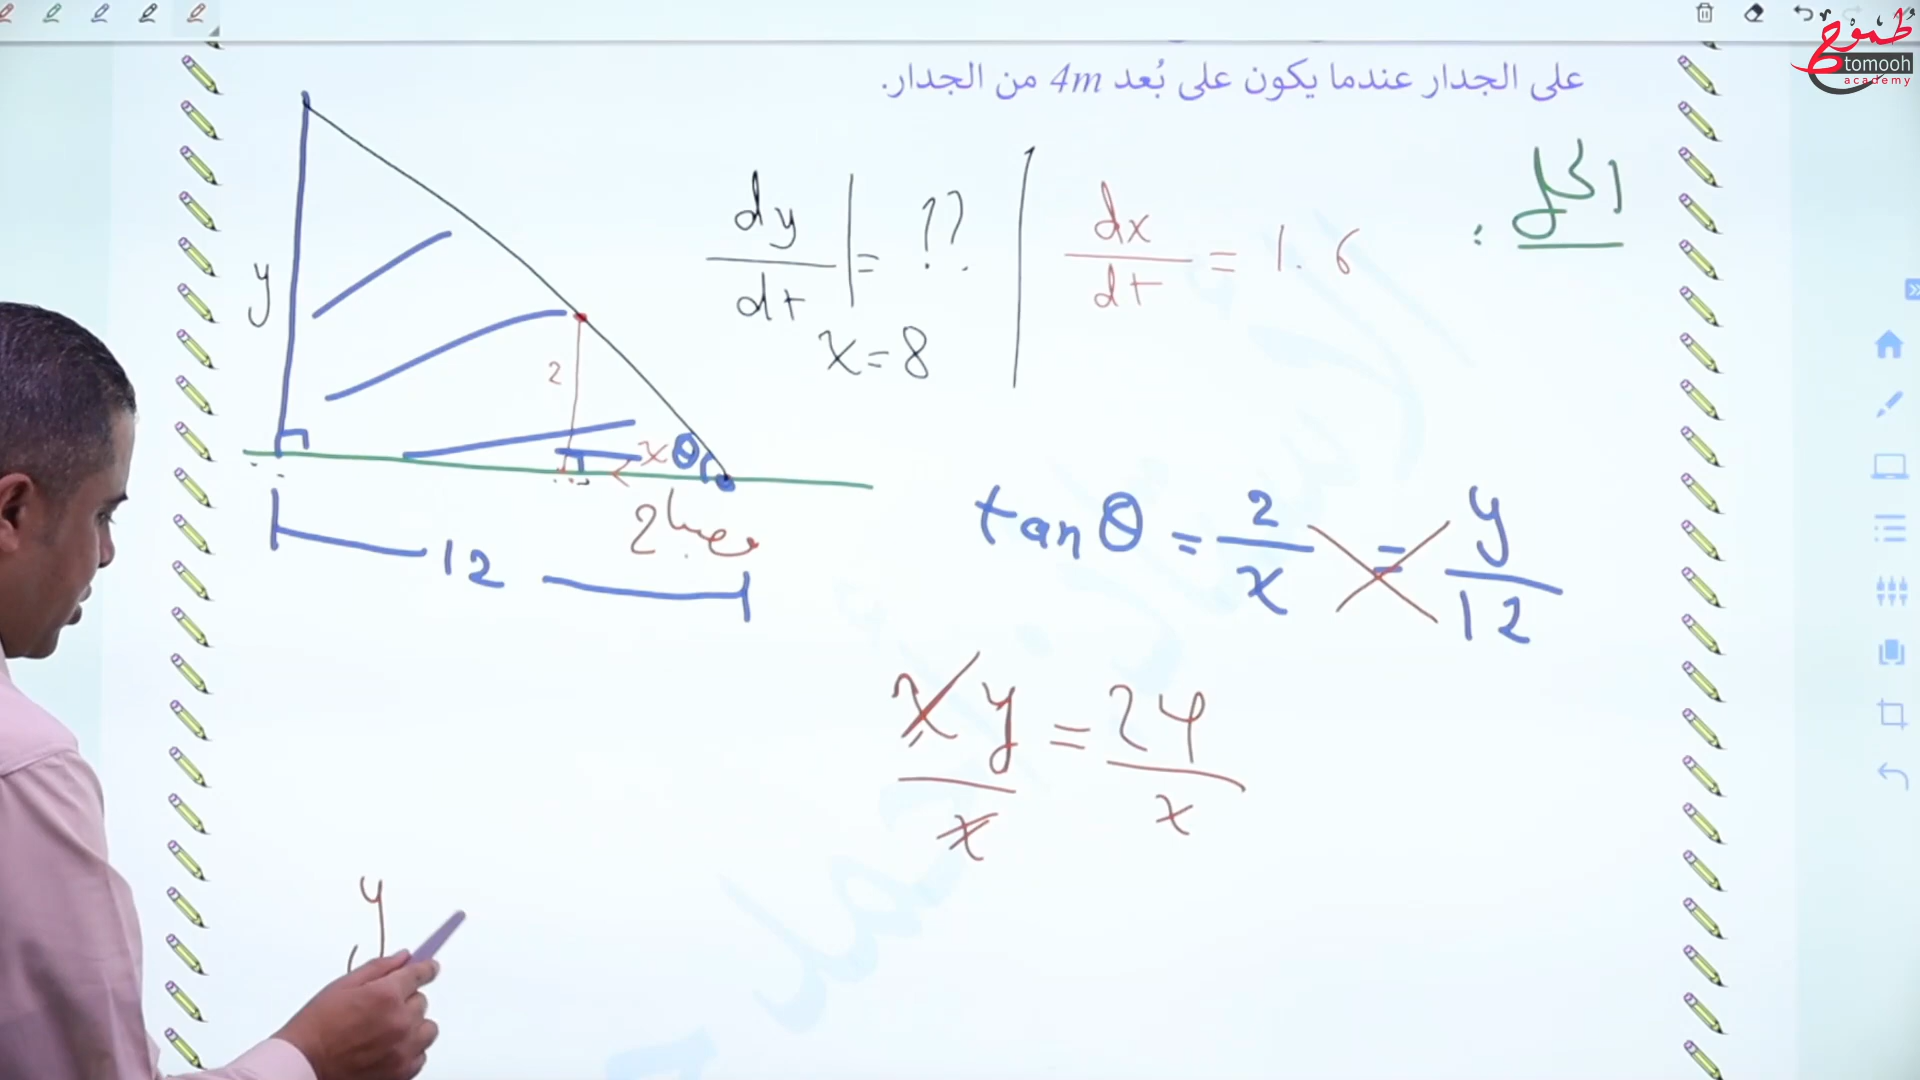 طموح
tomooh
academy
على الجدار عندما يكون على بُعد 4m من الجدار.
الحل :
dy/dt | = ??
x=8
dx/dt = 1.6
y
2
x θ
12
tan θ = 2/x = y/12
xy/x = 24/x
y